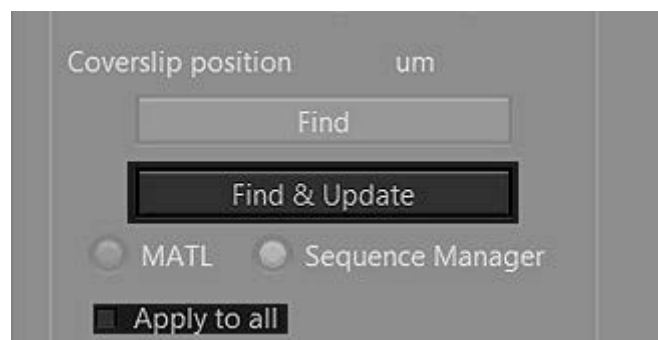 Coverslip position um
Find
Find & Update
MATL Sequence Manager
Apply to all